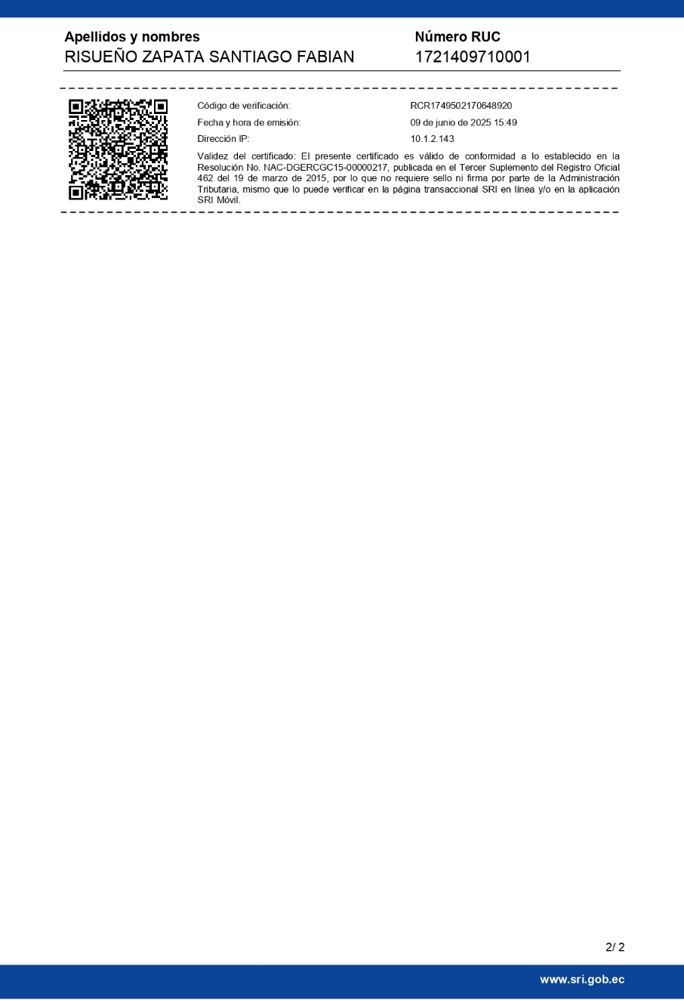 Apellidos y nombres
Número RUC
RISUEÑO ZAPATA SANTIAGO FABIAN
1721409710001
Código de verificación: RCR1749502170648920
Fecha y hora de emisión: 09 de junio de 2025 15:49
Dirección IP: 10.1.2.143
Validez del certificado: El presente certificado es válido de conformidad a lo establecido en la
Resolución No. NAC-DGERCGC15-00000217, publicada en el Tercer Suplemento del Registro Oficial
462 del 19 de marzo de 2015, por lo que no requiere sello ni firma por parte de la Administración
Tributaria, mismo que lo puede verificar en la página transaccional SRI en línea y/o en la aplicación
SRI Móvil.
2/ 2
www.sri.gob.ec